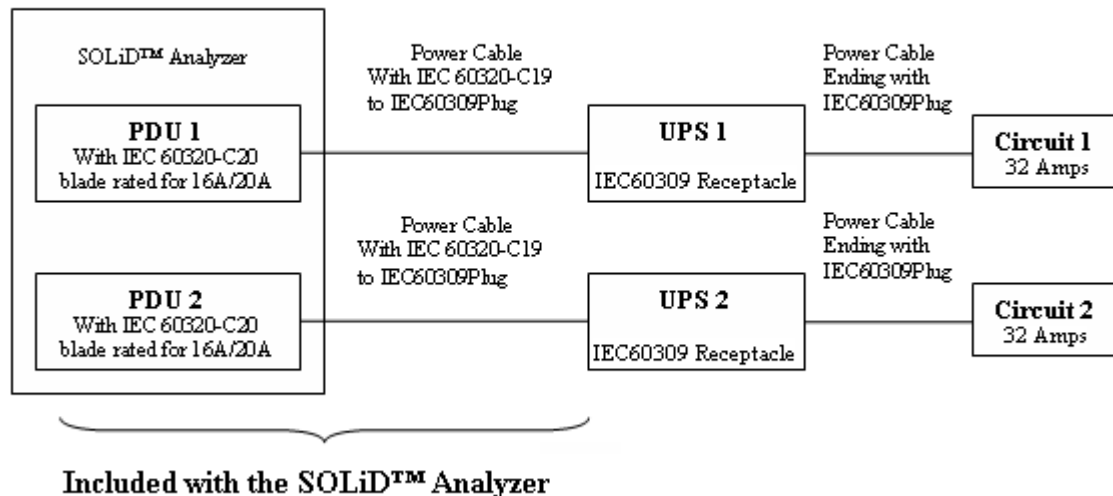 SOLiD™ Analyzer
PDU 1
With IEC 60320-C20
blade rated for 16A/20A
Power Cable
With IEC 60320-C19
to IEC60309Plug
UPS 1
IEC60309 Receptacle
Power Cable
Ending with
IEC60309Plug
Circuit 1
32 Amps
PDU 2
With IEC 60320-C20
blade rated for 16A/20A
Power Cable
With IEC 60320-C19
to IEC60309Plug
UPS 2
IEC60309 Receptacle
Power Cable
Ending with
IEC60309Plug
Circuit 2
32 Amps
Included with the SOLiD™ Analyzer